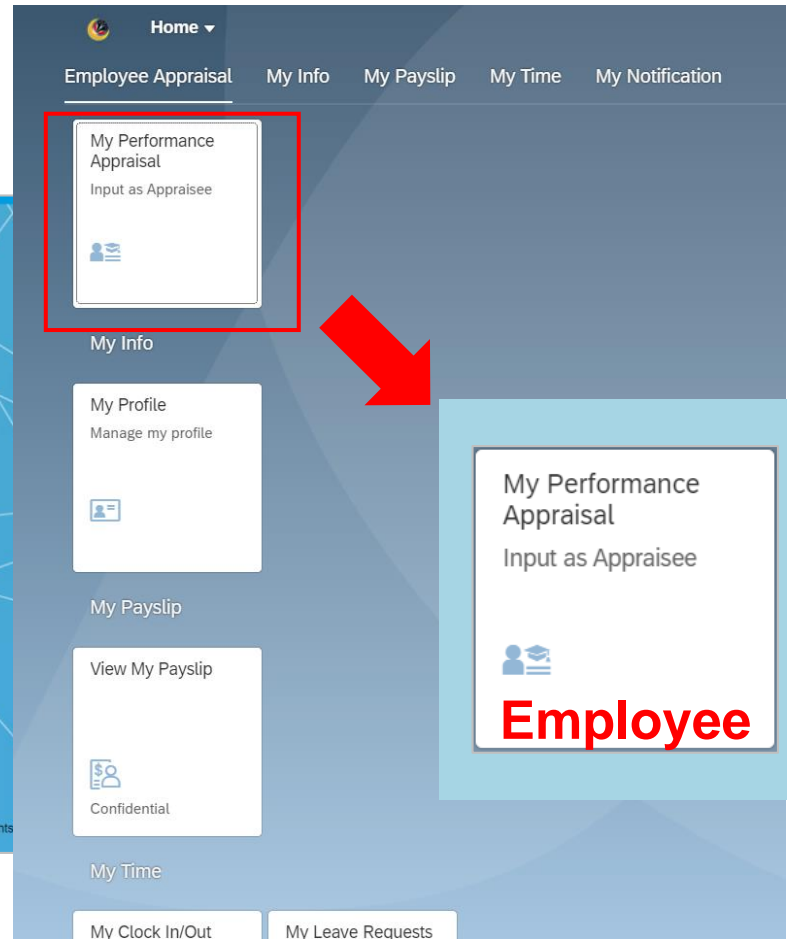 Home
Employee Appraisal My Info My Payslip My Time My Notification
My Performance
Appraisal
Input as Appraisee
My Info
My Profile
Manage my profile
My Payslip
View My Payslip
Confidential
My Time
My Clock In/Out My Leave Requests
My Performance
Appraisal
Input as Appraisee
Employee